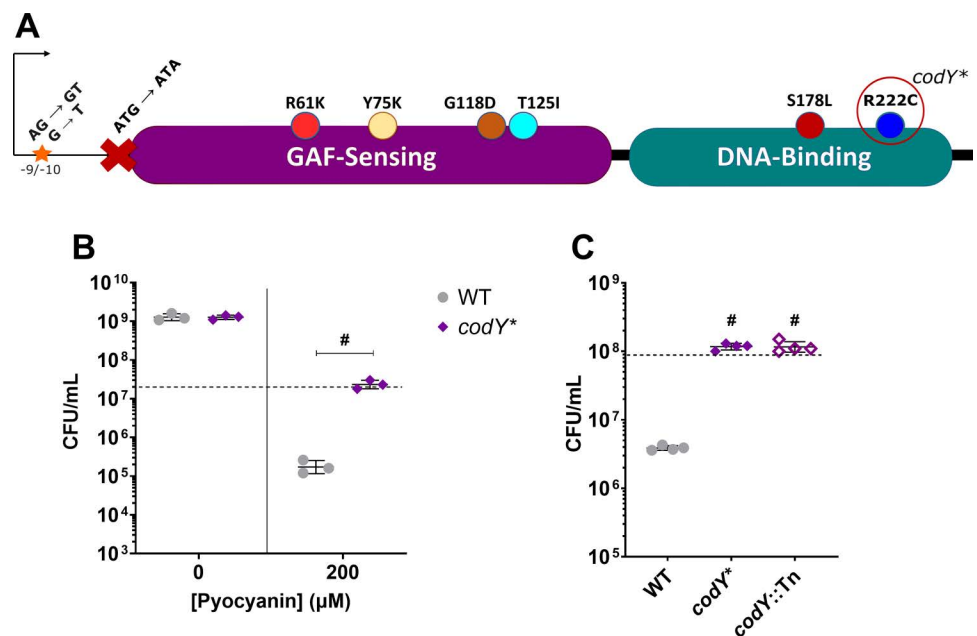 A
AG → GT
G → T
ATG → ATA
-9/-10
R61K
Y75K
G118D
T125I
S178L
R222C
codY*
GAF-Sensing
DNA-Binding
B
CFU/mL
10^10
10^9
10^8
10^7
10^6
10^5
10^4
10^3
#
0
200
[Pyocyanin] (µM)
WT
codY*
C
CFU/mL
10^9
10^8
10^7
10^6
10^5
#
#
WT
codY*
codY::Tn